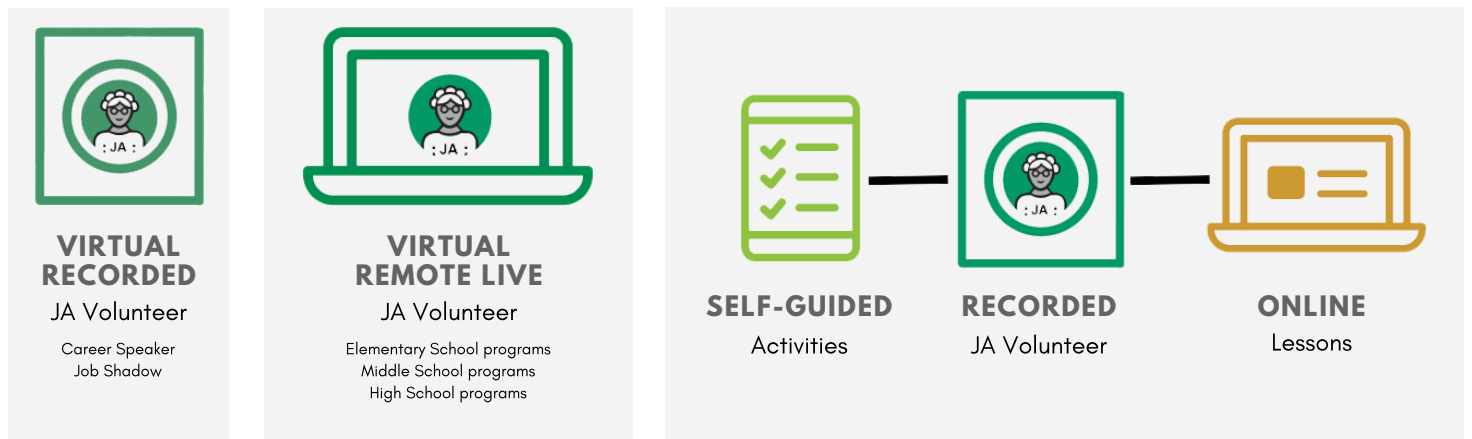 : JA :
VIRTUAL
RECORDED
JA Volunteer
Career Speaker
Job Shadow
: JA :
VIRTUAL
REMOTE LIVE
JA Volunteer
Elementary School programs
Middle School programs
High School programs
SELF-GUIDED
Activities
: JA :
RECORDED
JA Volunteer
ONLINE
Lessons